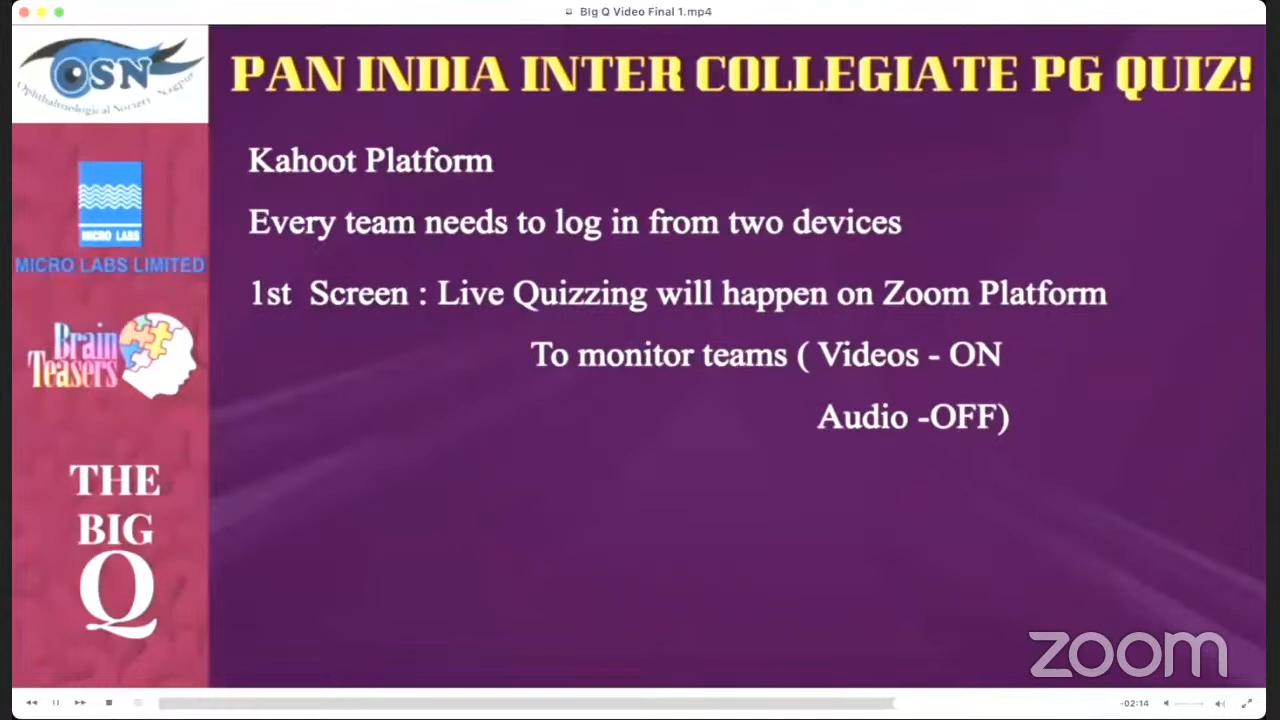 BIg Q Video Final 1.mp4
OSN
Ophthalmological Society Nagpur
PAN INDIA INTER COLLEGIATE PG QUIZ!
MICRO LABS
MICRO LABS LIMITED
Brain
Teasers
THE
BIG
Q
Kahoot Platform
Every team needs to log in from two devices
1st Screen : Live Quizzing will happen on Zoom Platform
To monitor teams ( Videos - ON
Audio -OFF)
zoom
-02:14